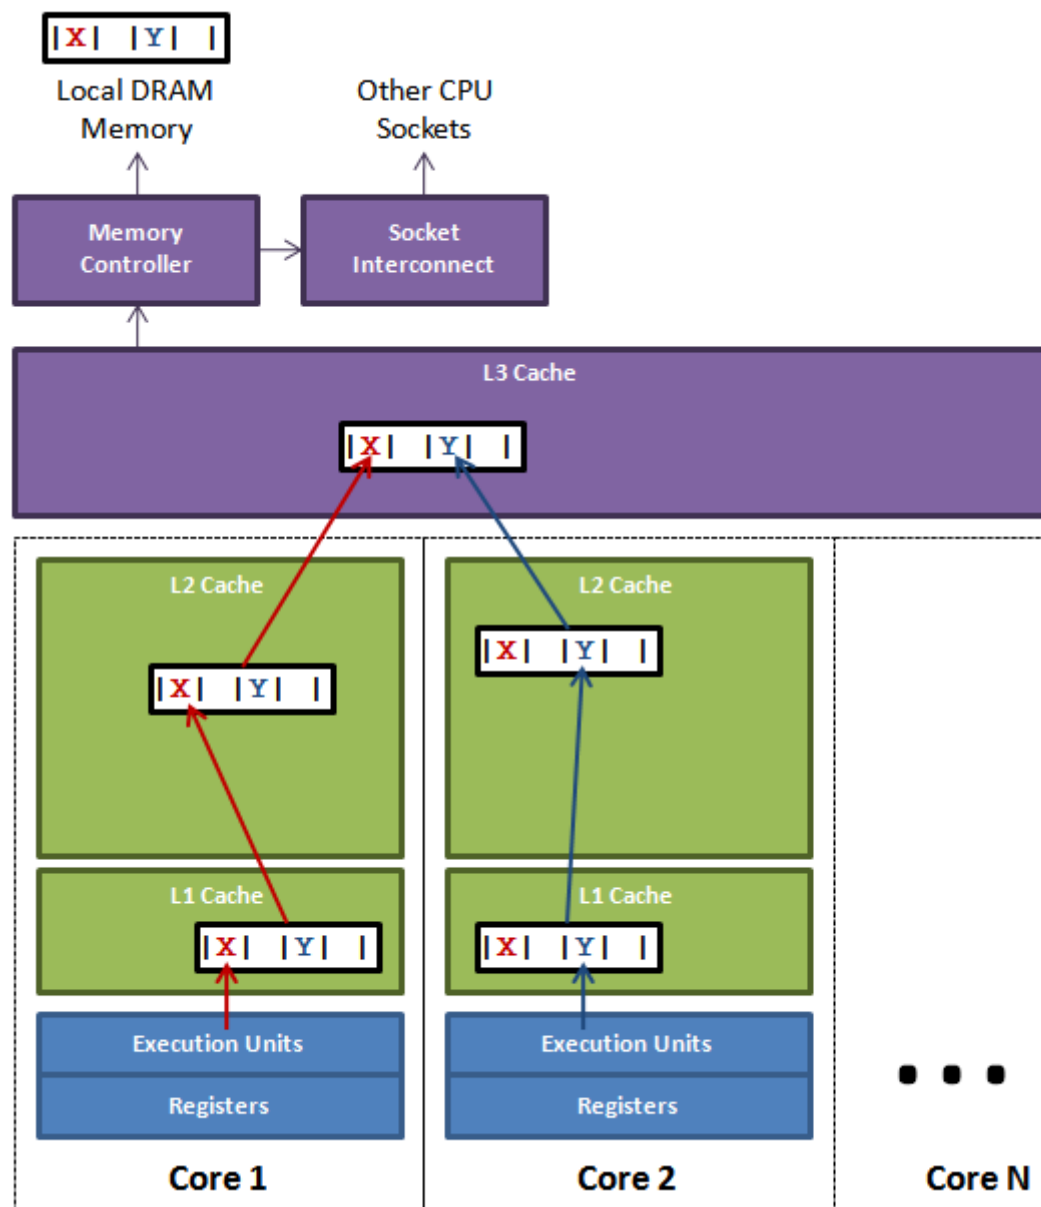 |X| |Y| |
Local DRAM
Memory
Other CPU
Sockets
Memory
Controller
Socket
Interconnect
L3 Cache
|X| |Y| |
L2 Cache
|X| |Y| |
L1 Cache
|X| |Y| |
Execution Units
Registers
Core 1
L2 Cache
|X| |Y| |
L1 Cache
|X| |Y| |
Execution Units
Registers
Core 2
...
Core N